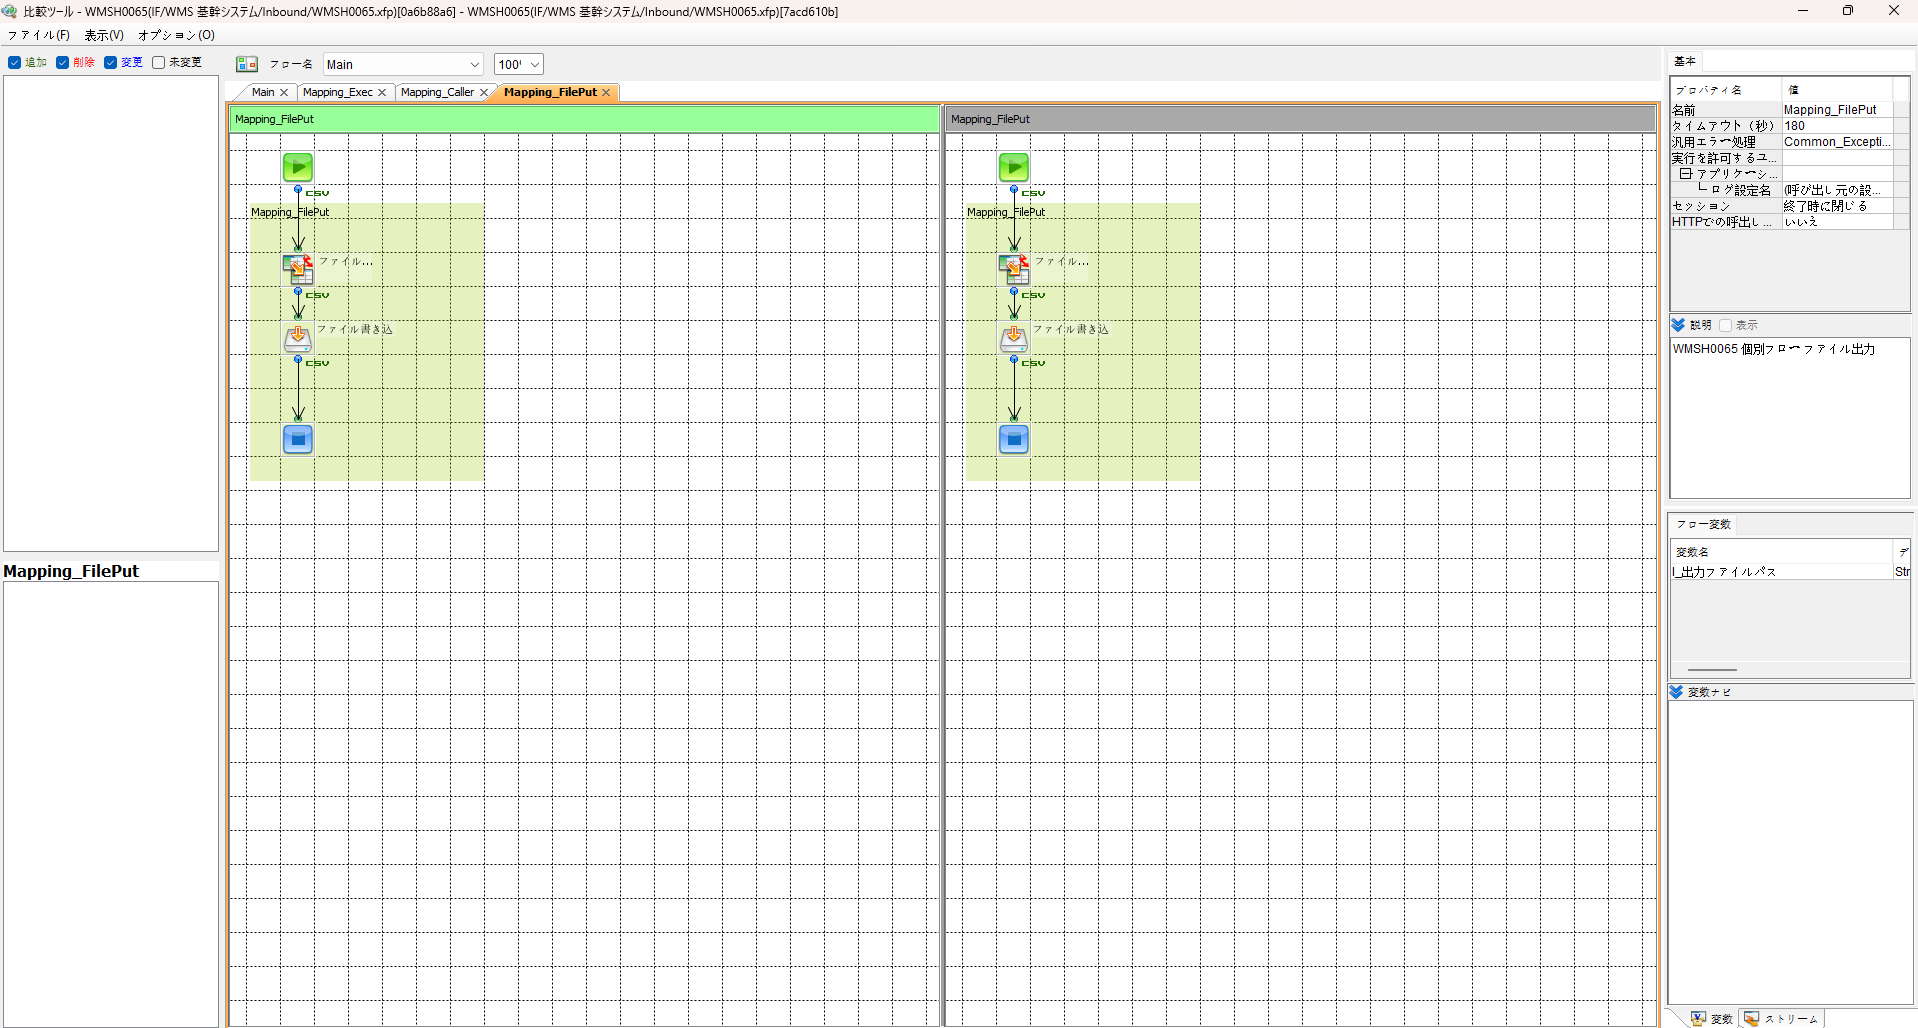 比較ツール - WMSH0065(IF/WMS 基幹システム/Inbound/WMSH0065.xfp)[0a6b88a6] - WMSH0065(IF/WMS 基幹システム/Inbound/WMSH0065.xfp)[7acd610b]
ファイル(F) 表示(V) オプション(O)
追加 削除 変更 未変更
フロー名 Main
Main Mapping_Exec Mapping_Caller Mapping_FilePut
Mapping_FilePut
CSV
Mapping_FilePut
ファイル...
CSV
ファイル書き込
CSV
Mapping_FilePut
CSV
Mapping_FilePut
ファイル...
CSV
ファイル書き込
CSV
Mapping_FilePut
基本
プロパティ名 値
名前 Mapping_FilePut
タイムアウト（秒） 180
汎用エラー処理 Common_Excepti...
実行を許可するユ...
アプリケーシ...
ログ設定名 (呼び出し元の設...
セッション 終了時に閉じる
HTTPでの呼出し... いいえ
説明 表示
WMSH0065 個別フロー ファイル出力
フロー変数
変数名 デ
I_出力ファイルパス Str
変数ナビ
変数 ストリーム